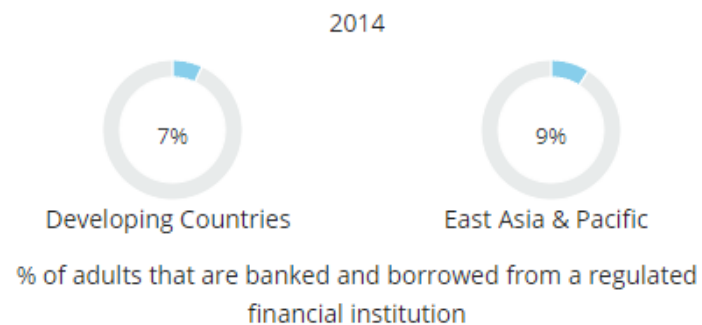 2014
7%
9%
Developing Countries
East Asia & Pacific
% of adults that are banked and borrowed from a regulated
financial institution